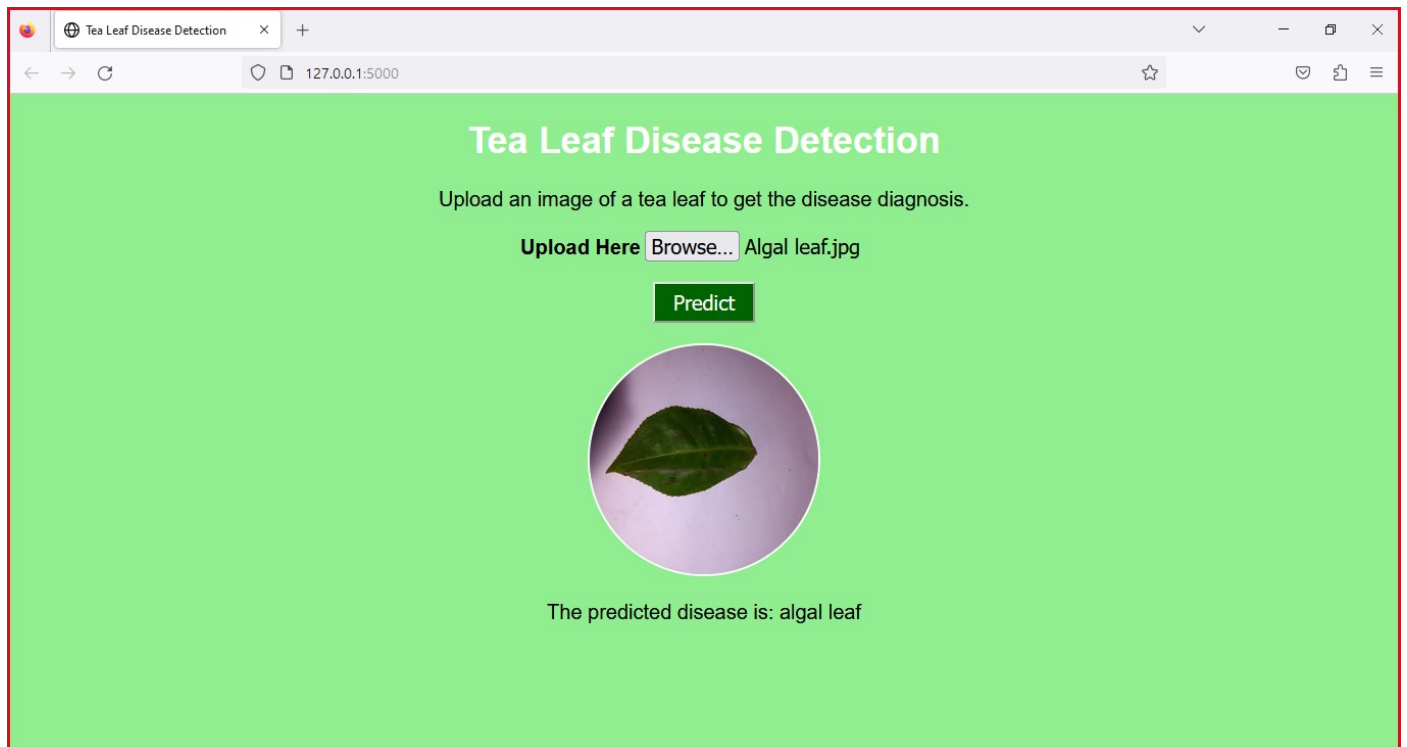 Tea Leaf Disease Detection
127.0.0.1:5000
Tea Leaf Disease Detection
Upload an image of a tea leaf to get the disease diagnosis.
Upload Here Browse... Algal leaf.jpg
Predict
The predicted disease is: algal leaf